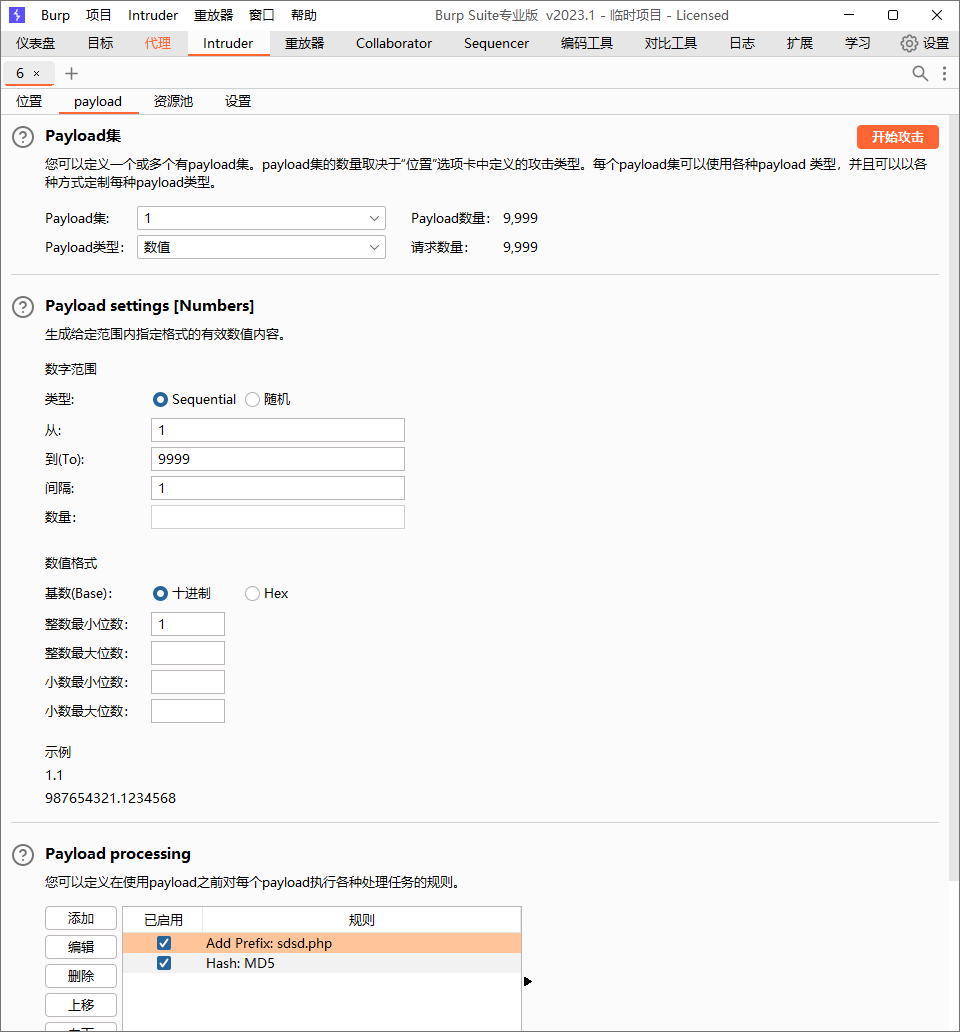 Burp 项目 Intruder 重放器 窗口 帮助 Burp Suite专业版 v2023.1 - 临时项目 - Licensed
仪表盘 目标 代理 Intruder 重放器 Collaborator Sequencer 编码工具 对比工具 日志 扩展 学习 设置
6 × +
位置 payload 资源池 设置
? Payload集 开始攻击
您可以定义一个或多个有payload集。payload集的数量取决于“位置”选项卡中定义的攻击类型。每个payload集可以使用各种payload 类型，并且可以以各
种方式定制每种payload类型。
Payload集: 1 Payload数量: 9,999
Payload类型: 数值 请求数量: 9,999
? Payload settings [Numbers]
生成给定范围内指定格式的有效数值内容。
数字范围
类型: Sequential 随机
从: 1
到(To): 9999
间隔: 1
数量:
数值格式
基数(Base): 十进制 Hex
整数最小位数: 1
整数最大位数:
小数最小位数:
小数最大位数:
示例
1.1
987654321.1234568
? Payload processing
您可以定义在使用payload之前对每个payload执行各种处理任务的规则。
添加 已启用 规则
编辑 Add Prefix: sdsd.php
删除 Hash: MD5
上移